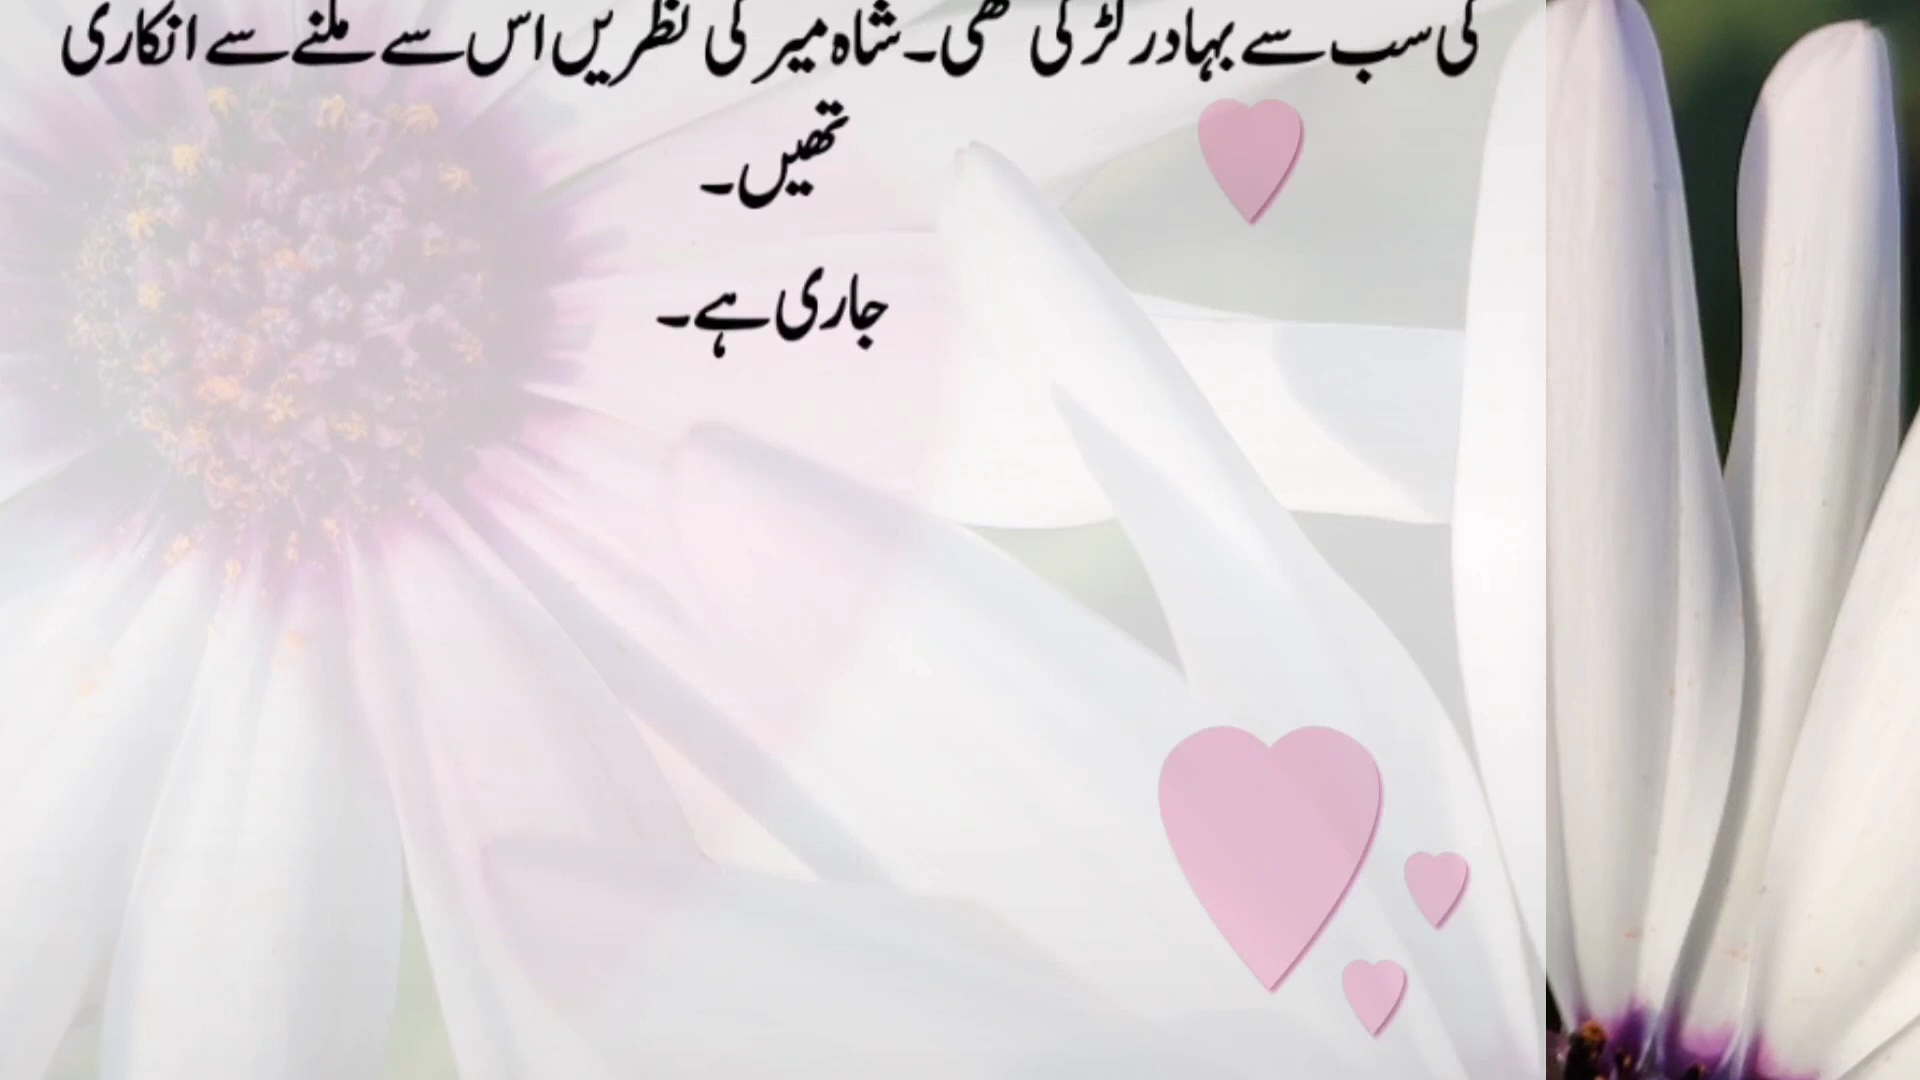 کی سب سے بہادر لڑکی تھی۔شاہ میر کی نظریں اس سے ملنے سے انکاری
تھیں۔
جاری ہے۔